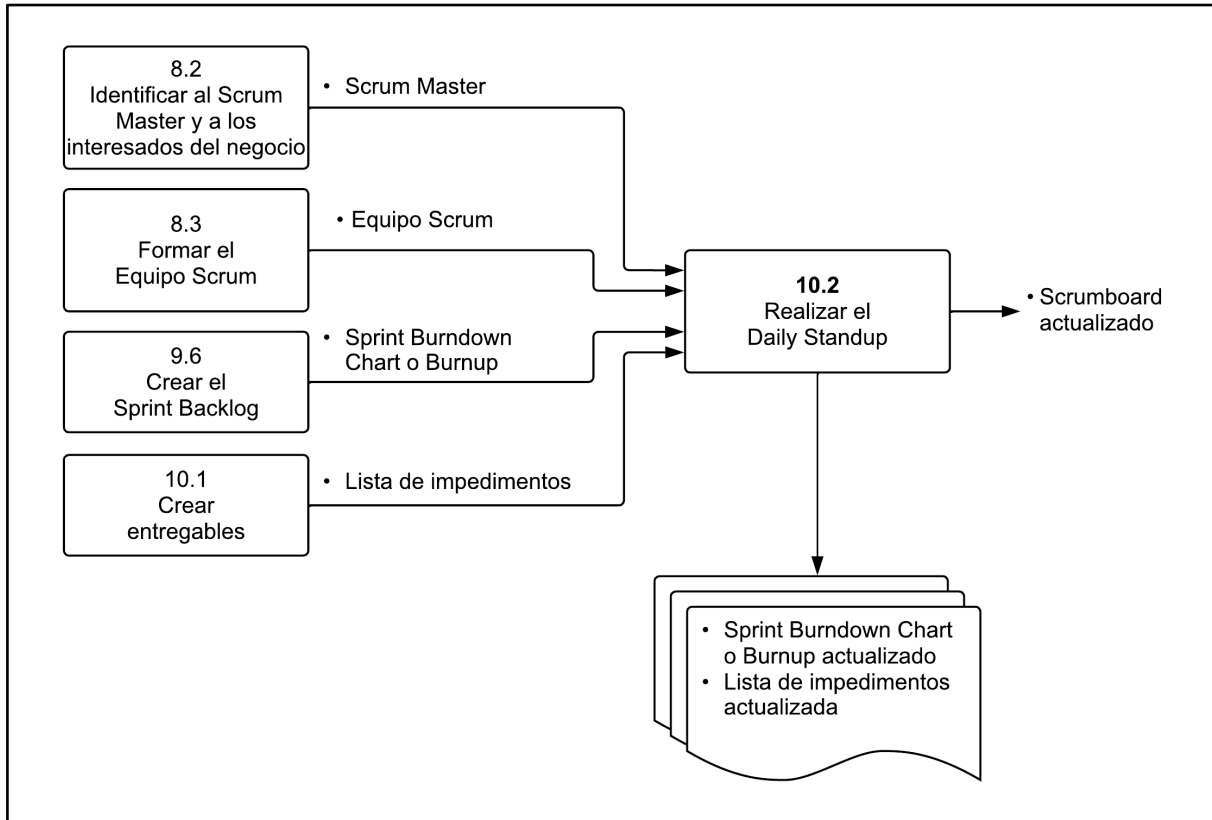 8.2
Identificar al Scrum
Master y a los
interesados del negocio
• Scrum Master
8.3
Formar el
Equipo Scrum
• Equipo Scrum
9.6
Crear el
Sprint Backlog
• Sprint Burndown
Chart o Burnup
10.1
Crear
entregables
• Lista de impedimentos
10.2
Realizar el
Daily Standup
• Scrumboard
actualizado
• Sprint Burndown Chart
o Burnup actualizado
• Lista de impedimentos
actualizada